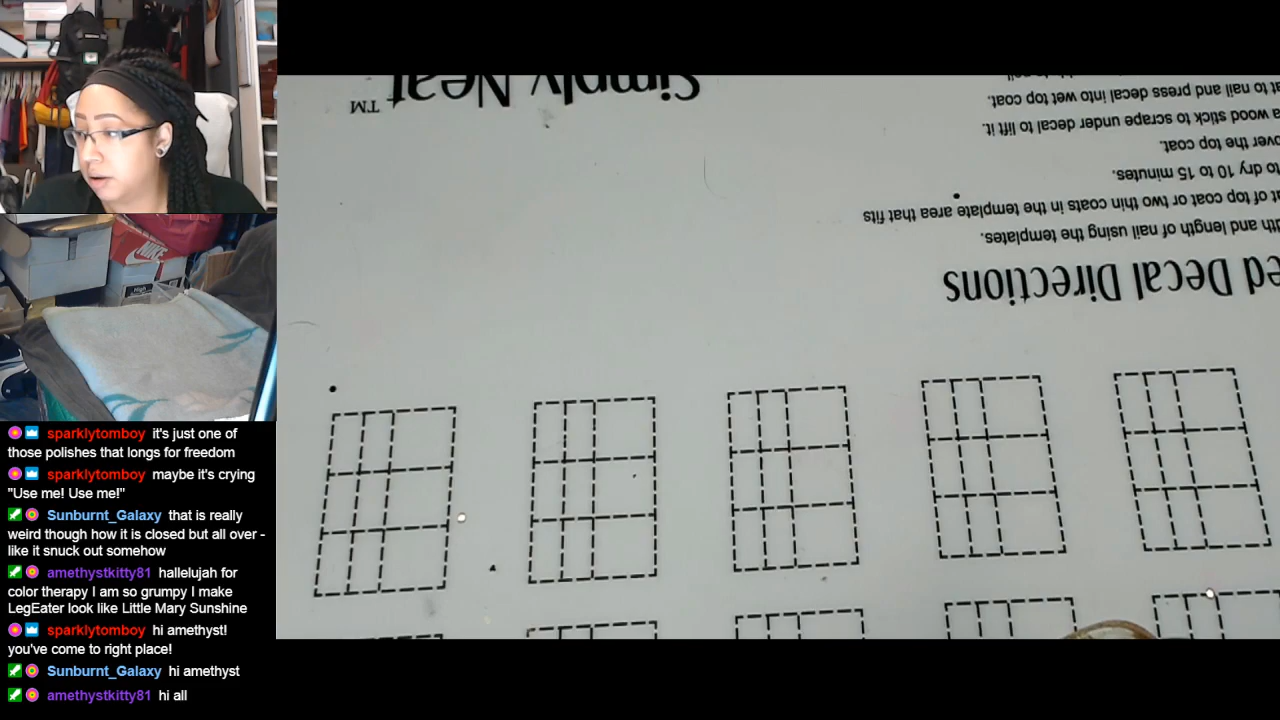 Simply Neat™
at to nail and press decal into wet top coat.
a wood stick to scrape under decal to lift it
over the top coat.
to dry 10 to 15 minutes.
at of top coat or two thin coats in the template area that fits
dth and length of nail using the templates.
ed Decal Directions
sparklytomboy it's just one of
those polishes that longs for freedom
sparklytomboy maybe it's crying
"Use me! Use me!"
Sunburnt_Galaxy that is really
weird though how it is closed but all over -
like it snuck out somehow
amethystkitty81 hallelujah for
color therapy I am so grumpy I make
LegEater look like Little Mary Sunshine
sparklytomboy hi amethyst!
you've come to right place!
Sunburnt_Galaxy hi amethyst
amethystkitty81 hi all